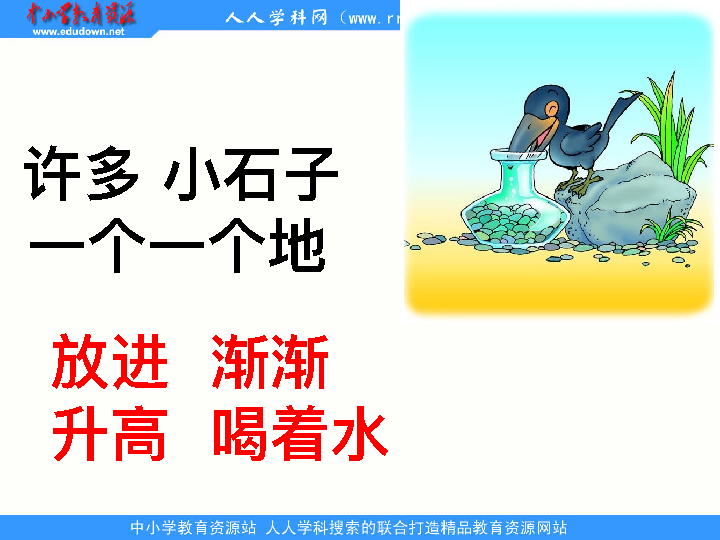 中小学教育资源
www.edudown.net
人人学科网（www.rr
许多 小石子
一个一个地
放进 渐渐
升高 喝着水
中小学教育资源站 人人学科搜索的联合打造精品教育资源网站